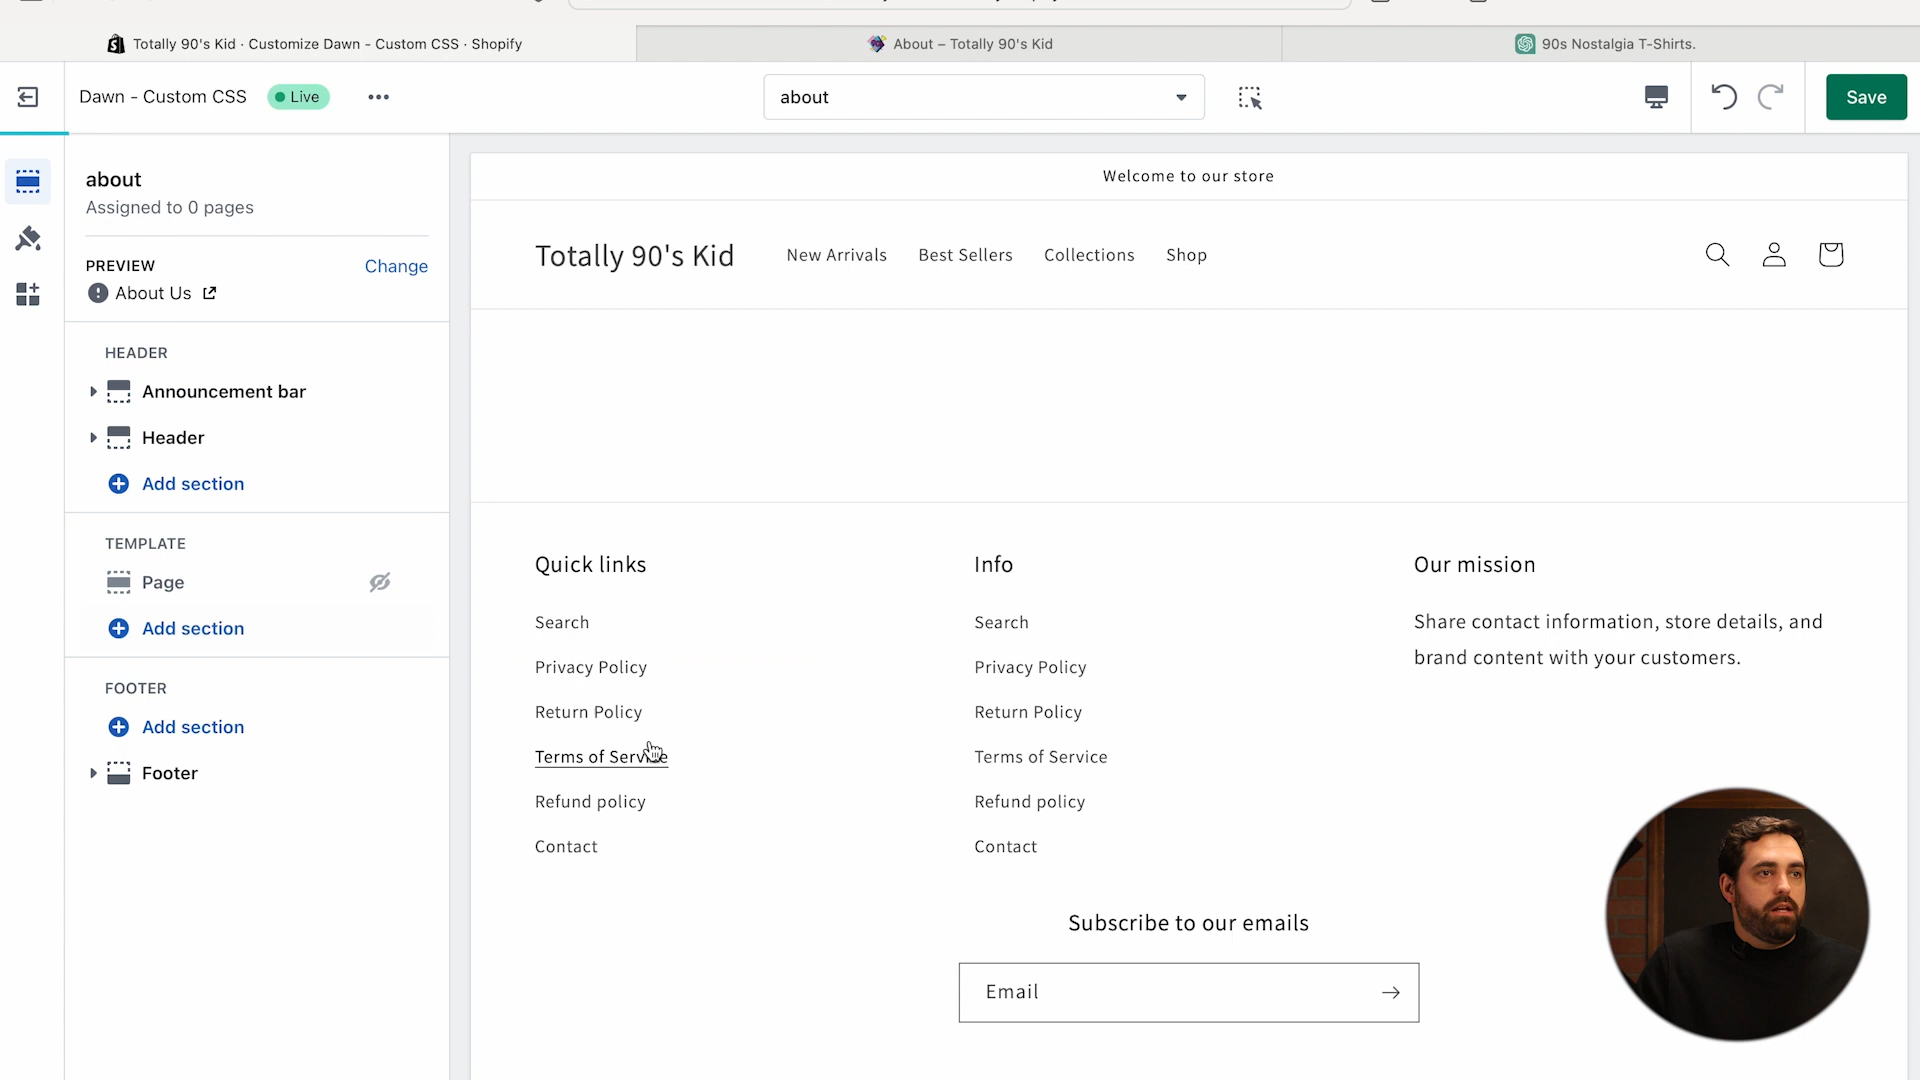 Totally 90's Kid · Customize Dawn - Custom CSS · Shopify
About – Totally 90's Kid
90s Nostalgia T-Shirts.
Dawn - Custom CSS
Live
about
Save
about
Assigned to 0 pages
PREVIEW
Change
About Us
HEADER
Announcement bar
Header
Add section
TEMPLATE
Page
Add section
FOOTER
Add section
Footer
Welcome to our store
Totally 90's Kid
New Arrivals
Best Sellers
Collections
Shop
Quick links
Search
Privacy Policy
Return Policy
Terms of Service
Refund policy
Contact
Info
Search
Privacy Policy
Return Policy
Terms of Service
Refund policy
Contact
Our mission
Share contact information, store details, and
brand content with your customers.
Subscribe to our emails
Email